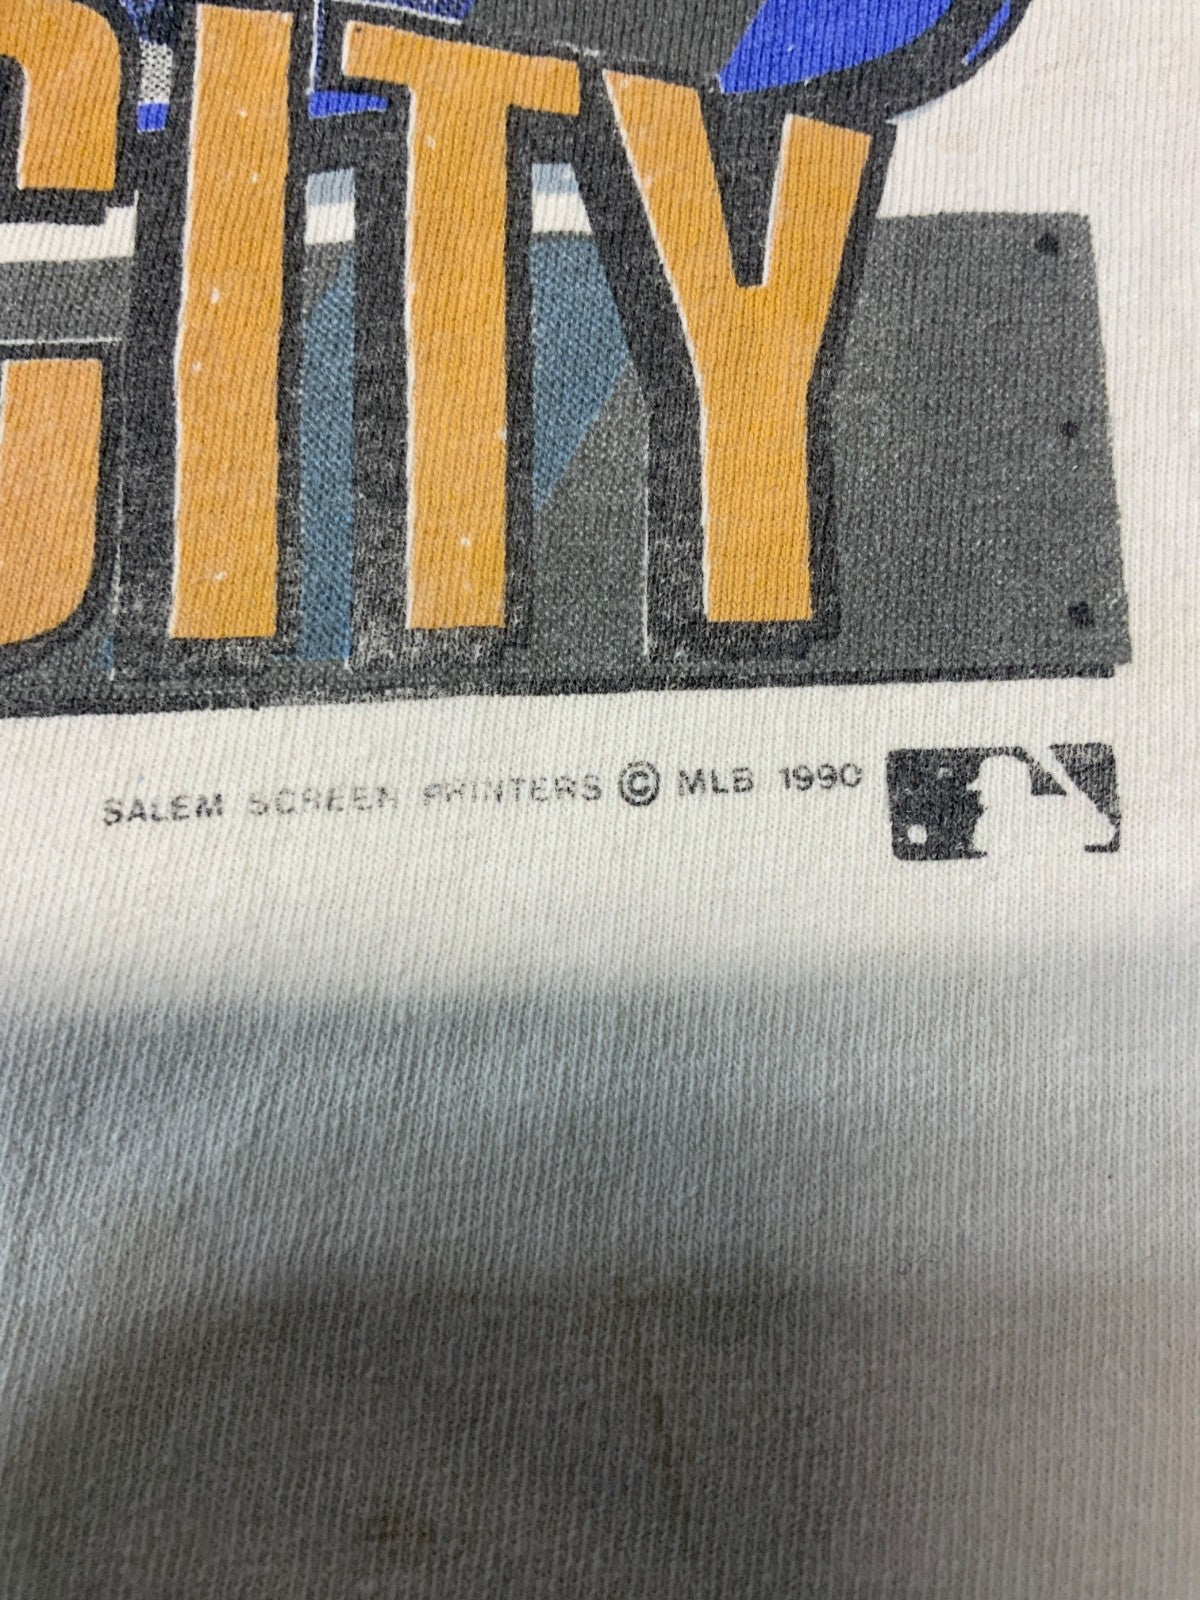 CITY
SALEM SCREEN PRINTERS © MLB 1990